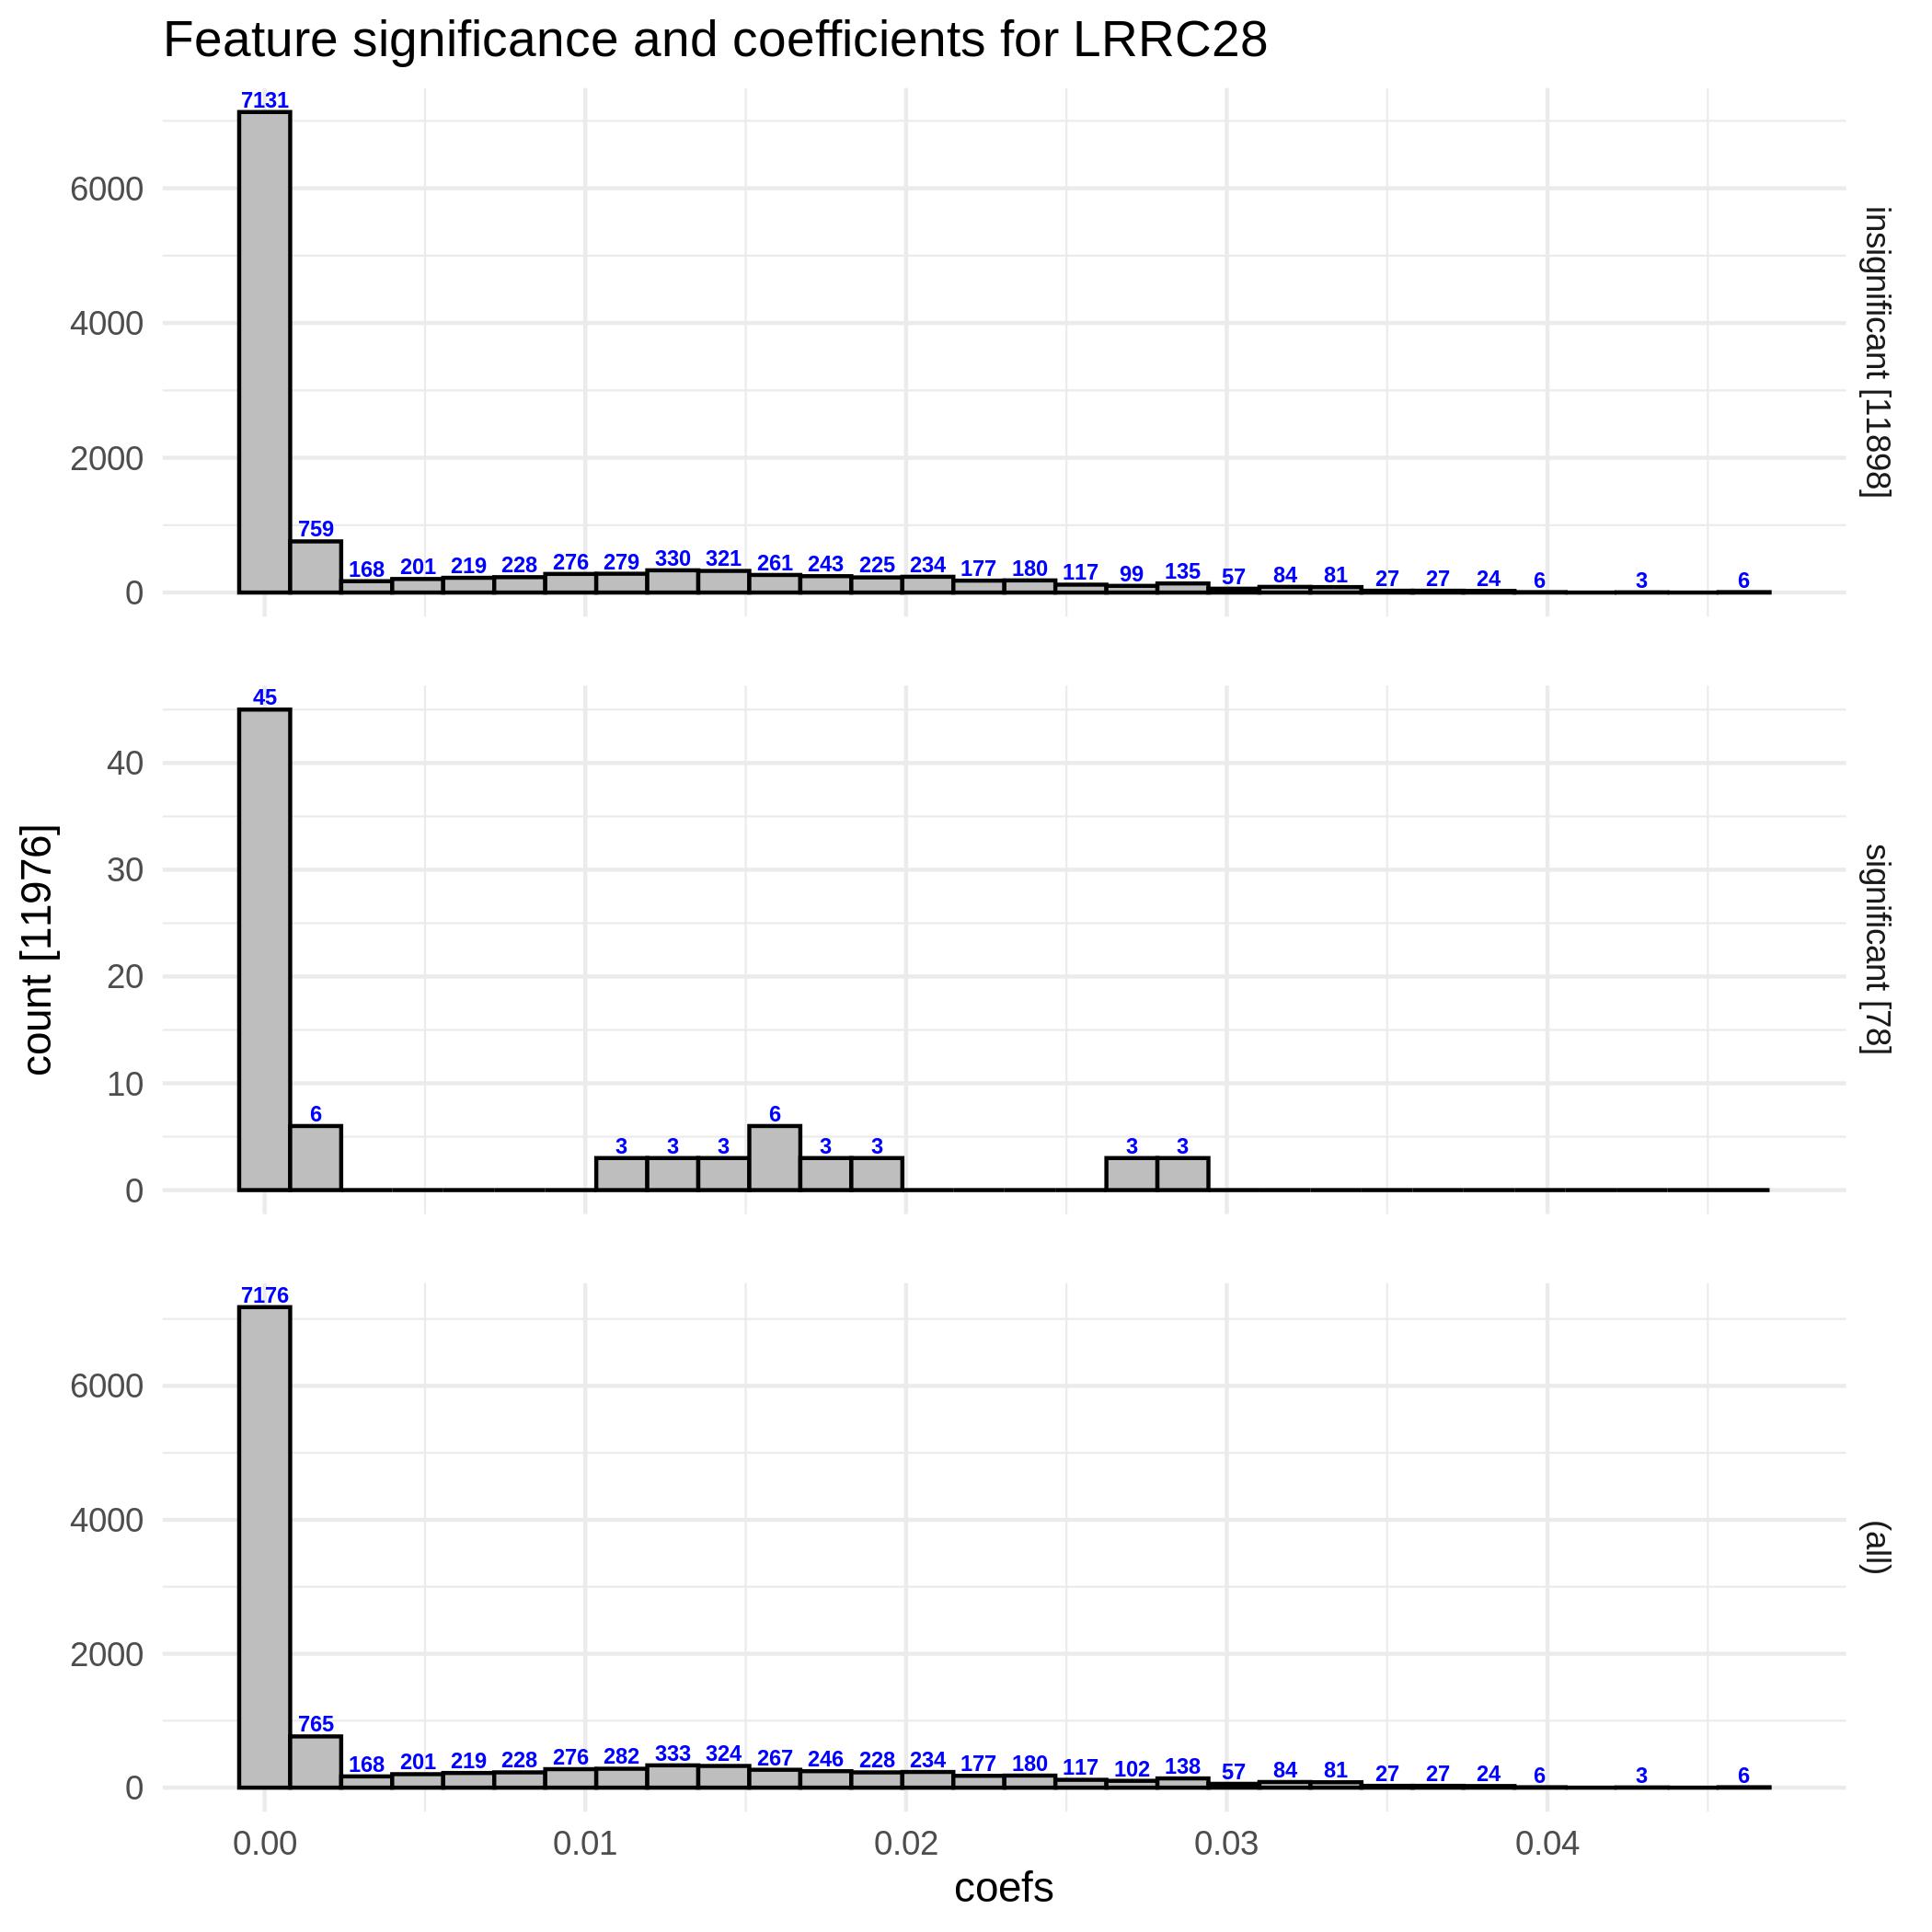 Feature significance and coefficients for LRRC28
7131
759 168 201 219 228 276 279 330 321 261 243 225 234 177 180 117 99 135 57 84 81 27 27 24 6 3 6
6000
4000
2000
0
insignificant [11898]
45
6 3 3 3 6 3 3 3 3
40
30
20
10
0
significant [78]
count [11976]
7176
765 168 201 219 228 276 282 333 324 267 246 228 234 177 180 117 102 138 57 84 81 27 27 24 6 3 6
6000
4000
2000
0
(all)
0.00 0.01 0.02 0.03 0.04
coefs